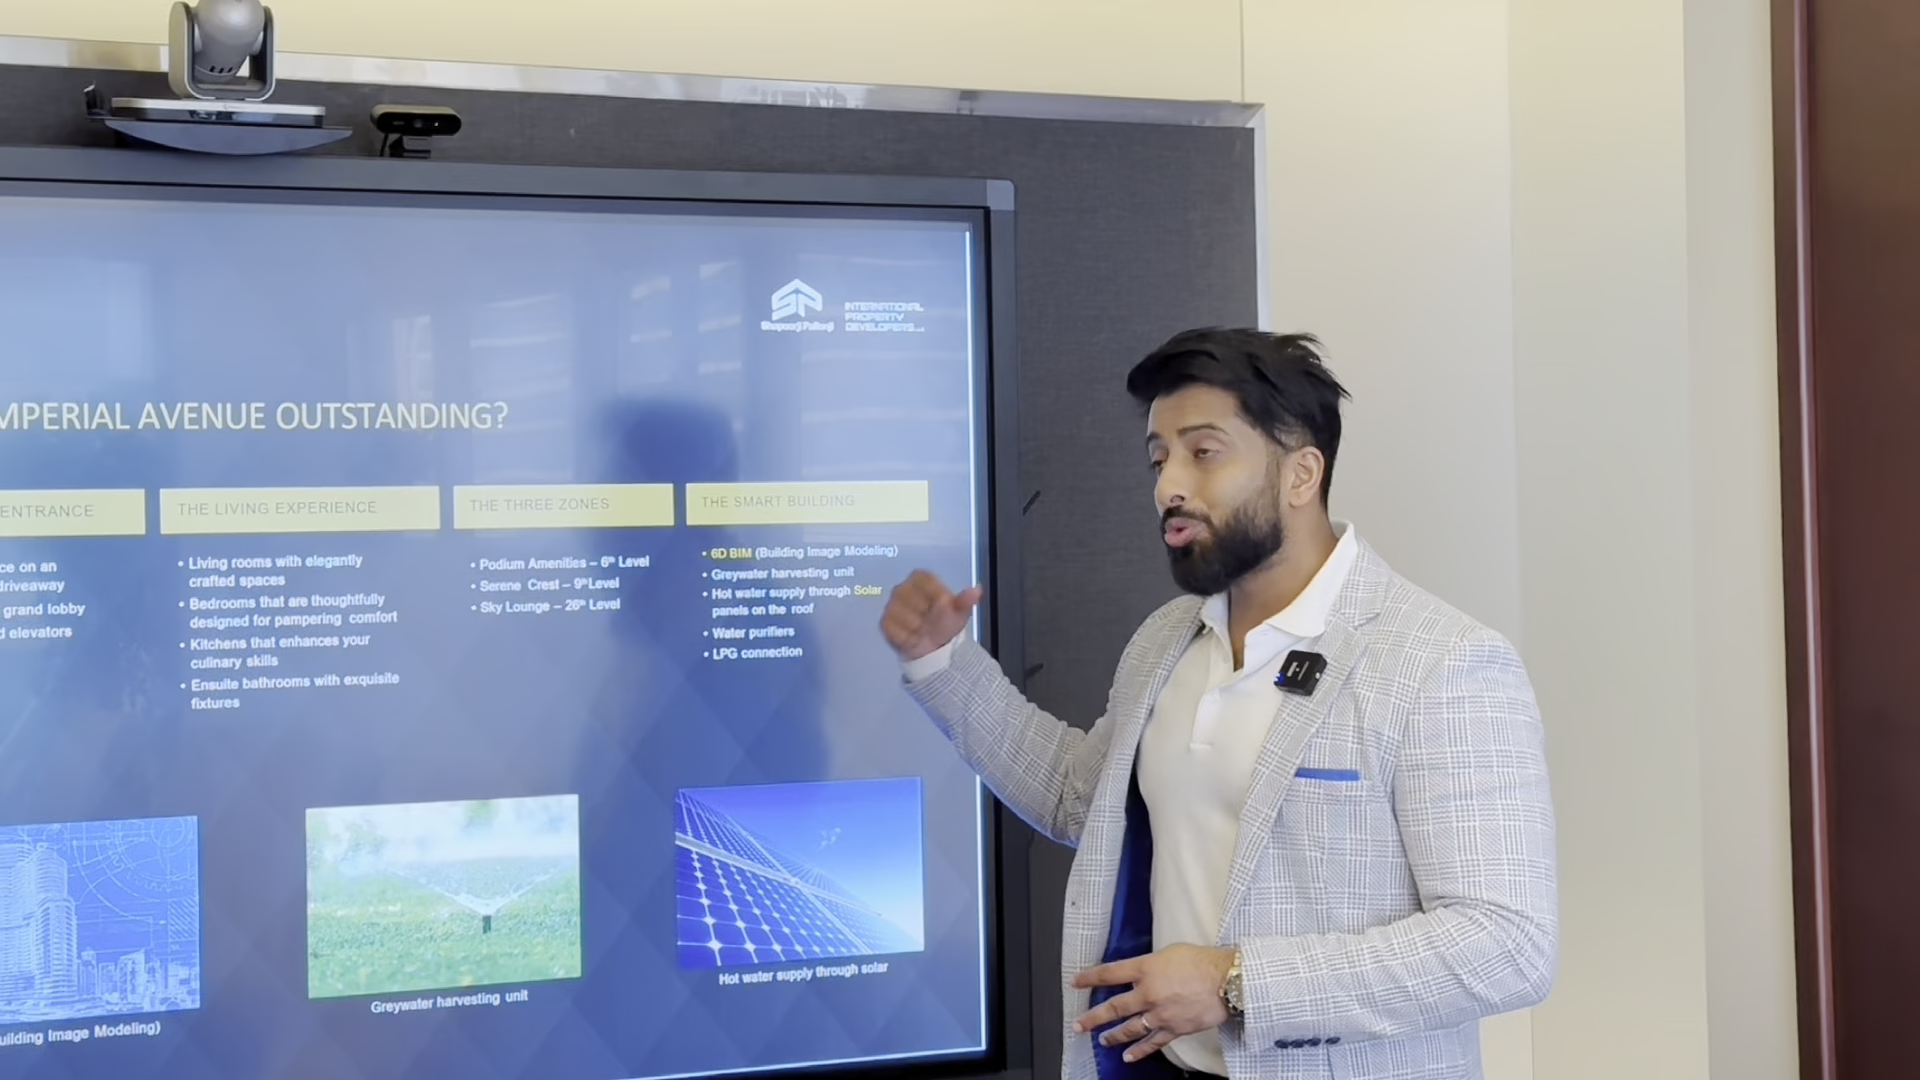 Shapoorji Pallonji
INTERNATIONAL
PROPERTY
DEVELOPERS LLC
MPERIAL AVENUE OUTSTANDING?
ENTRANCE
ce on an
driveaway
grand lobby
d elevators
THE LIVING EXPERIENCE
• Living rooms with elegantly
crafted spaces
• Bedrooms that are thoughtfully
designed for pampering comfort
• Kitchens that enhances your
culinary skills
• Ensuite bathrooms with exquisite
fixtures
THE THREE ZONES
• Podium Amenities – 6th Level
• Serene Crest – 9th Level
• Sky Lounge – 26th Level
THE SMART BUILDING
• 6D BIM (Building Image Modeling)
• Greywater harvesting unit
• Hot water supply through Solar
panels on the roof
• Water purifiers
• LPG connection
uilding Image Modeling)
Greywater harvesting unit
Hot water supply through solar